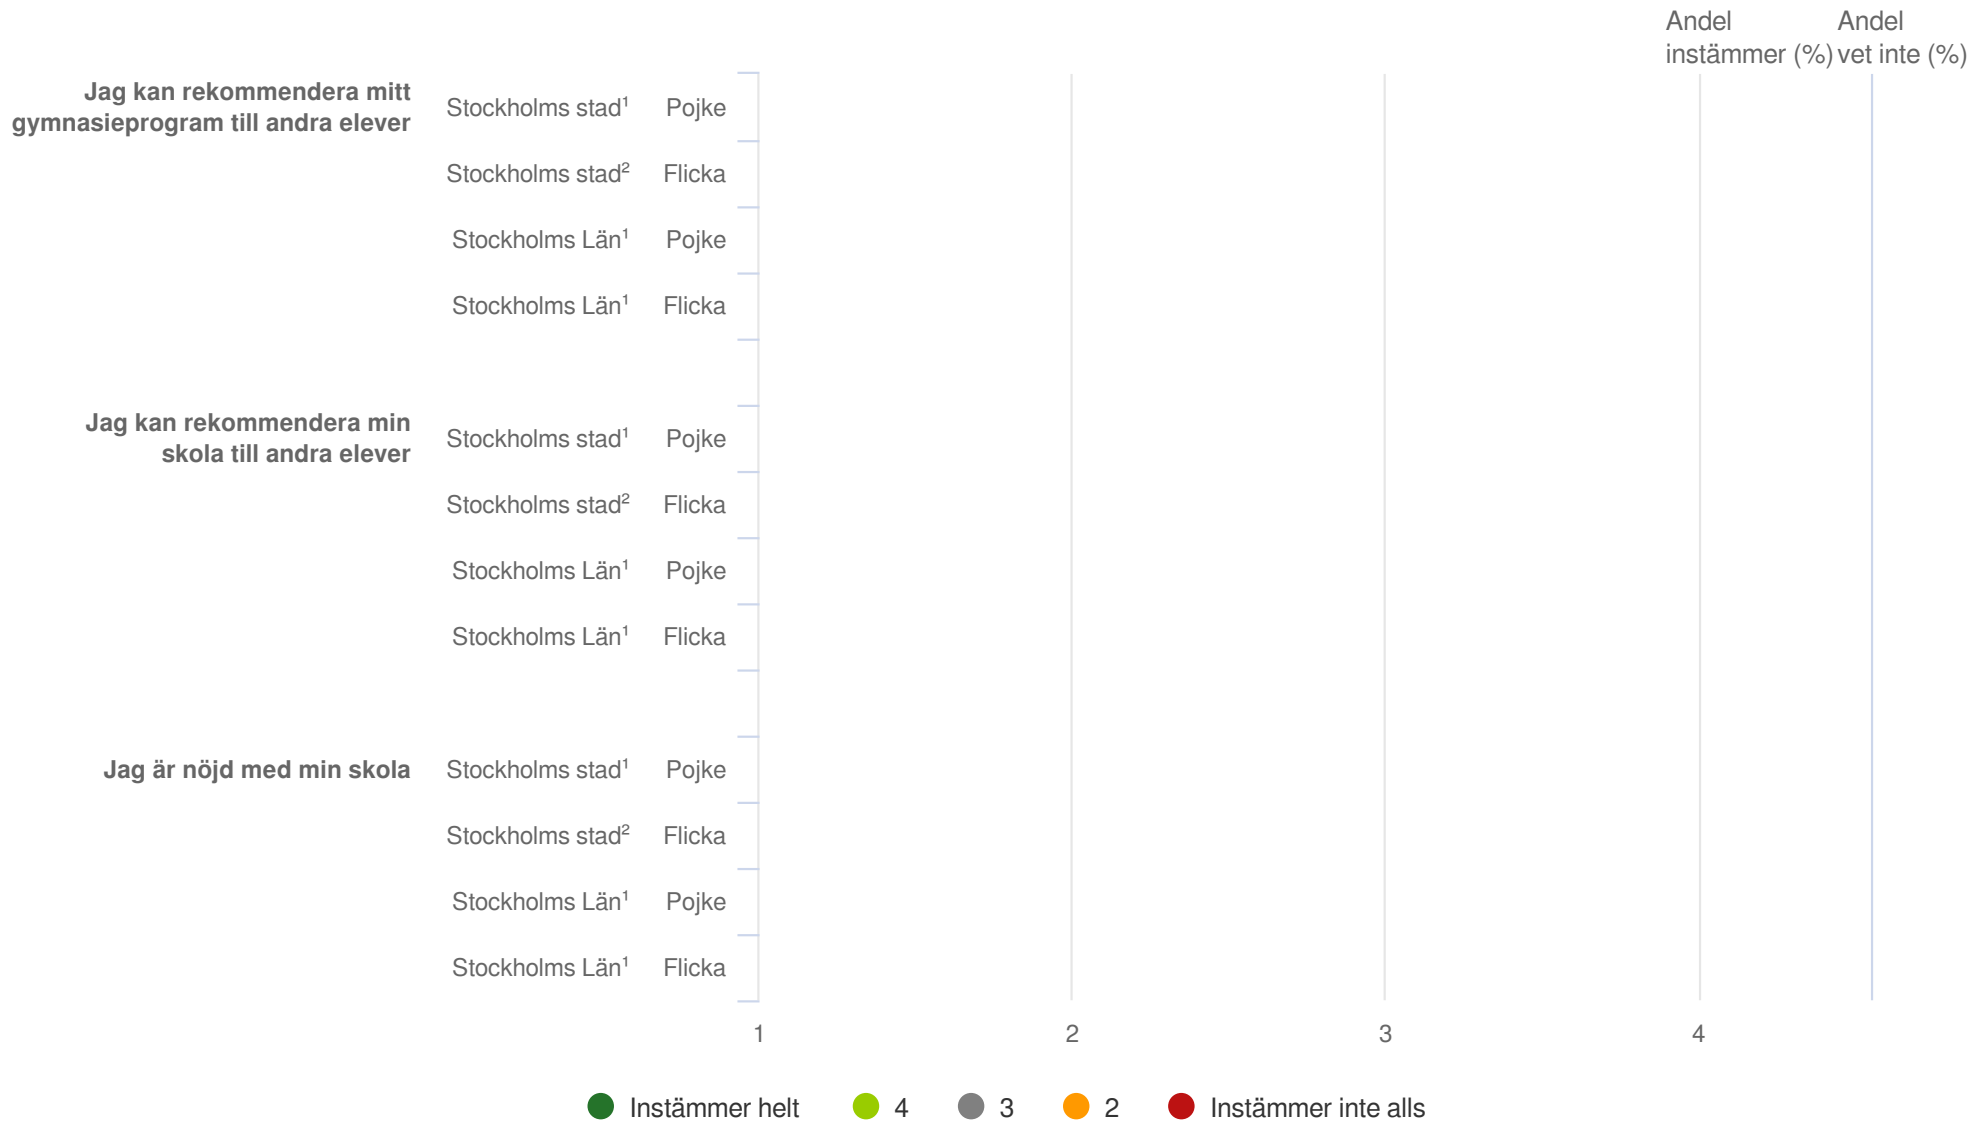 Andel
instämmer (%)
Andel
vet inte (%)
Jag kan rekommendera mitt
gymnasieprogram till andra elever
Stockholms stad¹ Pojke
Stockholms stad² Flicka
Stockholms Län¹ Pojke
Stockholms Län¹ Flicka
Jag kan rekommendera min
skola till andra elever
Stockholms stad¹ Pojke
Stockholms stad² Flicka
Stockholms Län¹ Pojke
Stockholms Län¹ Flicka
Jag är nöjd med min skola
Stockholms stad¹ Pojke
Stockholms stad² Flicka
Stockholms Län¹ Pojke
Stockholms Län¹ Flicka
1 2 3 4
Instämmer helt 4 3 2 Instämmer inte alls